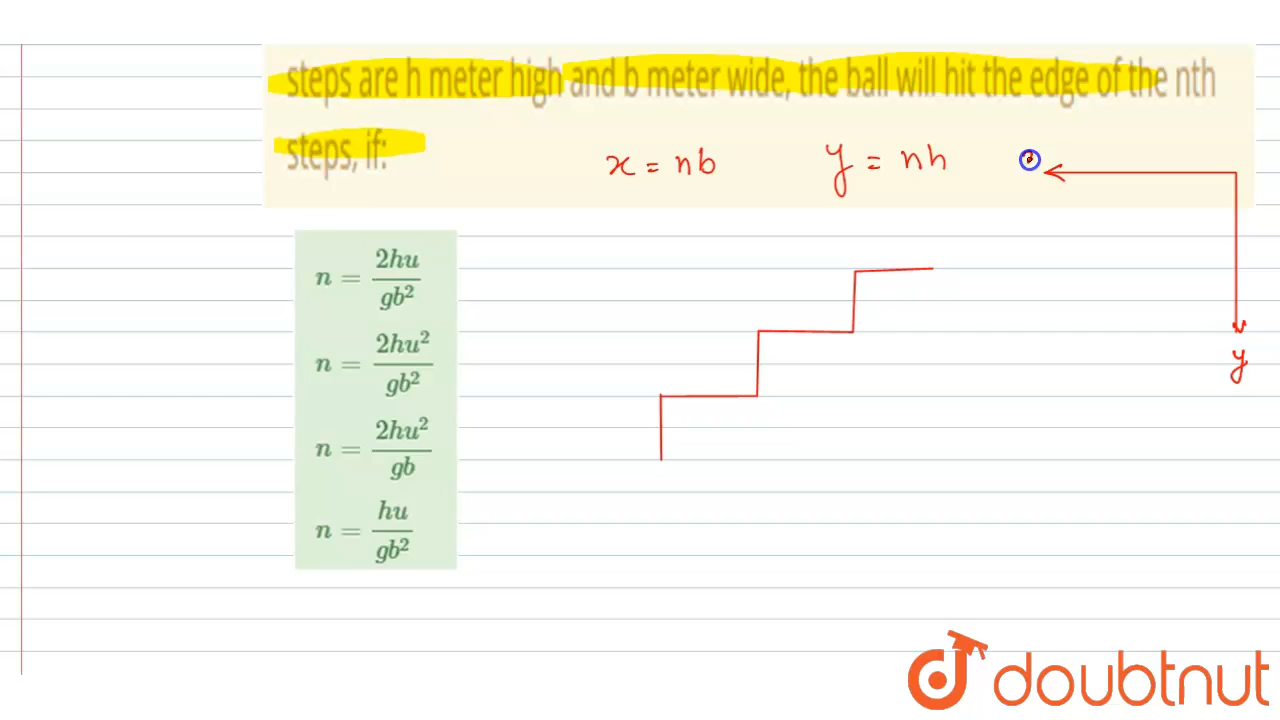 steps are h meter high and b meter wide, the ball will hit the edge of the nth
steps, if:
x = nb
y = nh
n = 2hu/gb²
n = 2hu²/gb²
n = 2hu²/gb
n = hu/gb²
y
doubtnut